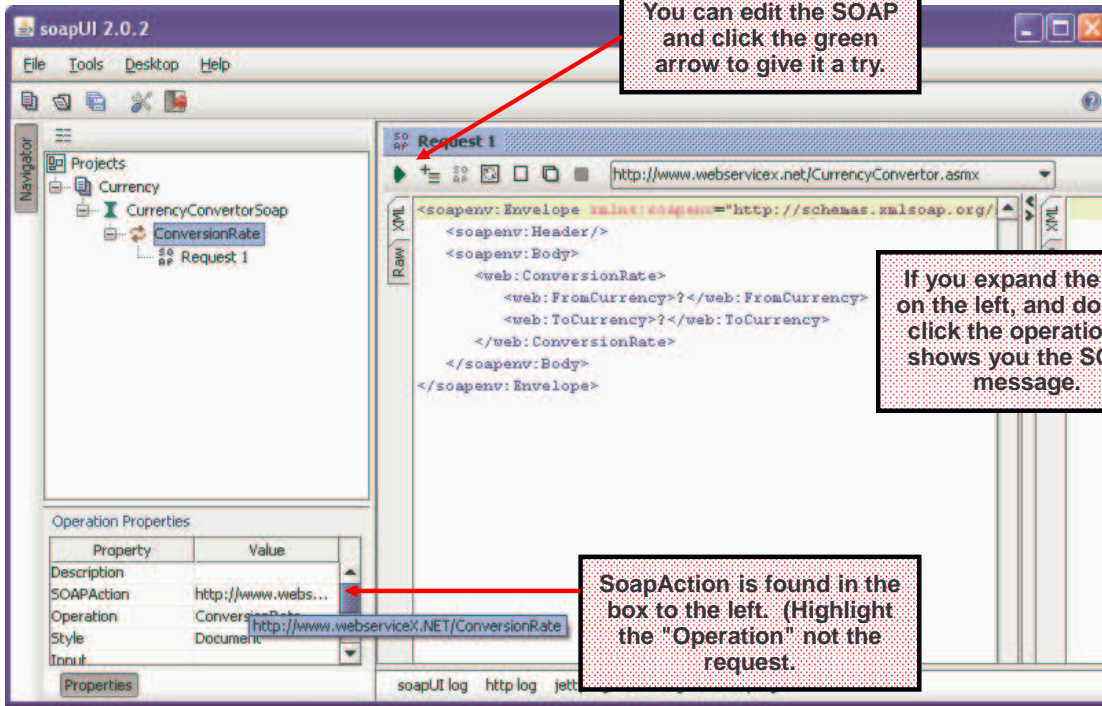 You can edit the SOAP
and click the green
arrow to give it a try.
soapUI 2.0.2
File Tools Desktop Help
Navigator
Projects
Currency
CurrencyConvertorSoap
ConversionRate
SOAP Request 1
SOAP Request 1
SOAP http://www.webservicex.net/CurrencyConvertor.asmx
XML
Raw
<soapenv:Envelope xmlns:soapenv="http://schemas.xmlsoap.org/
<soapenv:Header/>
<soapenv:Body>
<web:ConversionRate>
<web:FromCurrency>?</web:FromCurrency>
<web:ToCurrency>?</web:ToCurrency>
</web:ConversionRate>
</soapenv:Body>
</soapenv:Envelope>
XML
If you expand the
on the left, and do
click the operatio
shows you the SO
message.
Operation Properties
Property Value
Description
SOAPAction http://www.webs...
Operation
Style Document
Input
http://www.webserviceX.NET/ConversionRate
Properties
SoapAction is found in the
box to the left. (Highlight
the "Operation" not the
request.
soapUI log http log